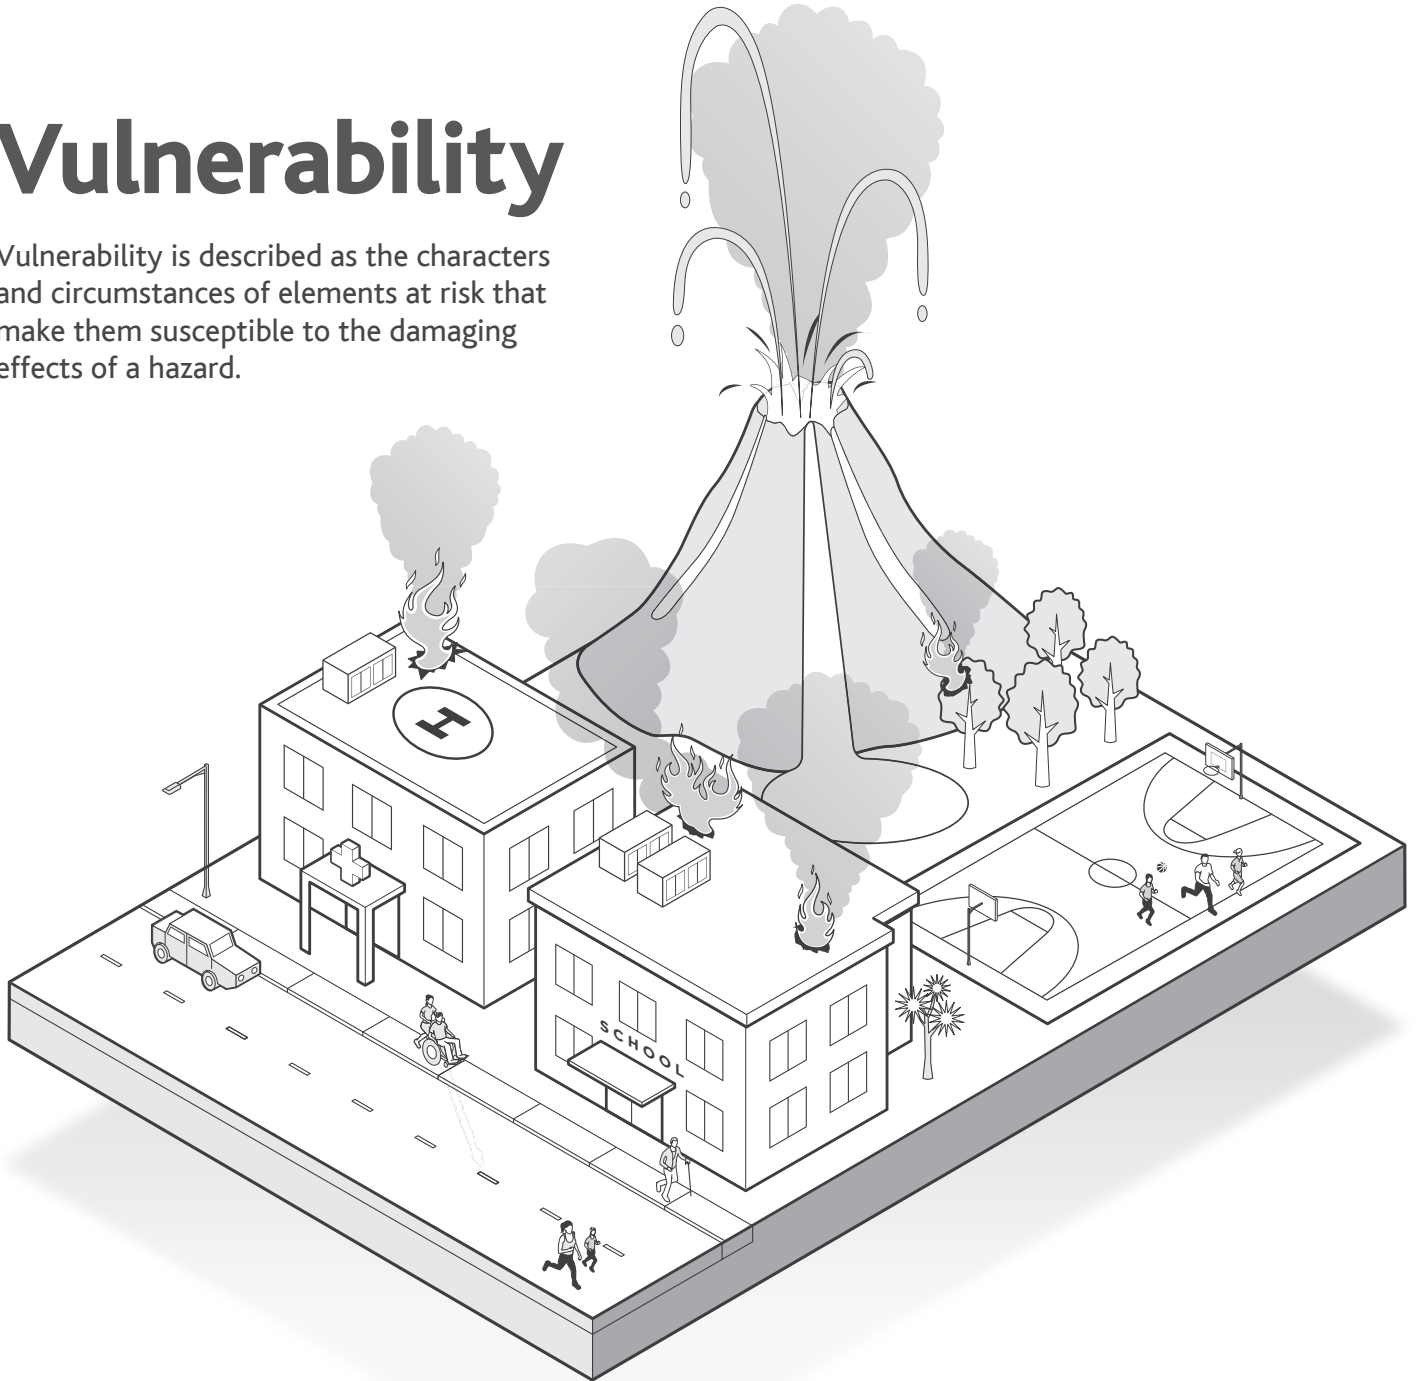 Vulnerability
Vulnerability is described as the characters
and circumstances of elements at risk that
make them susceptible to the damaging
effects of a hazard.
H
SCHOOL